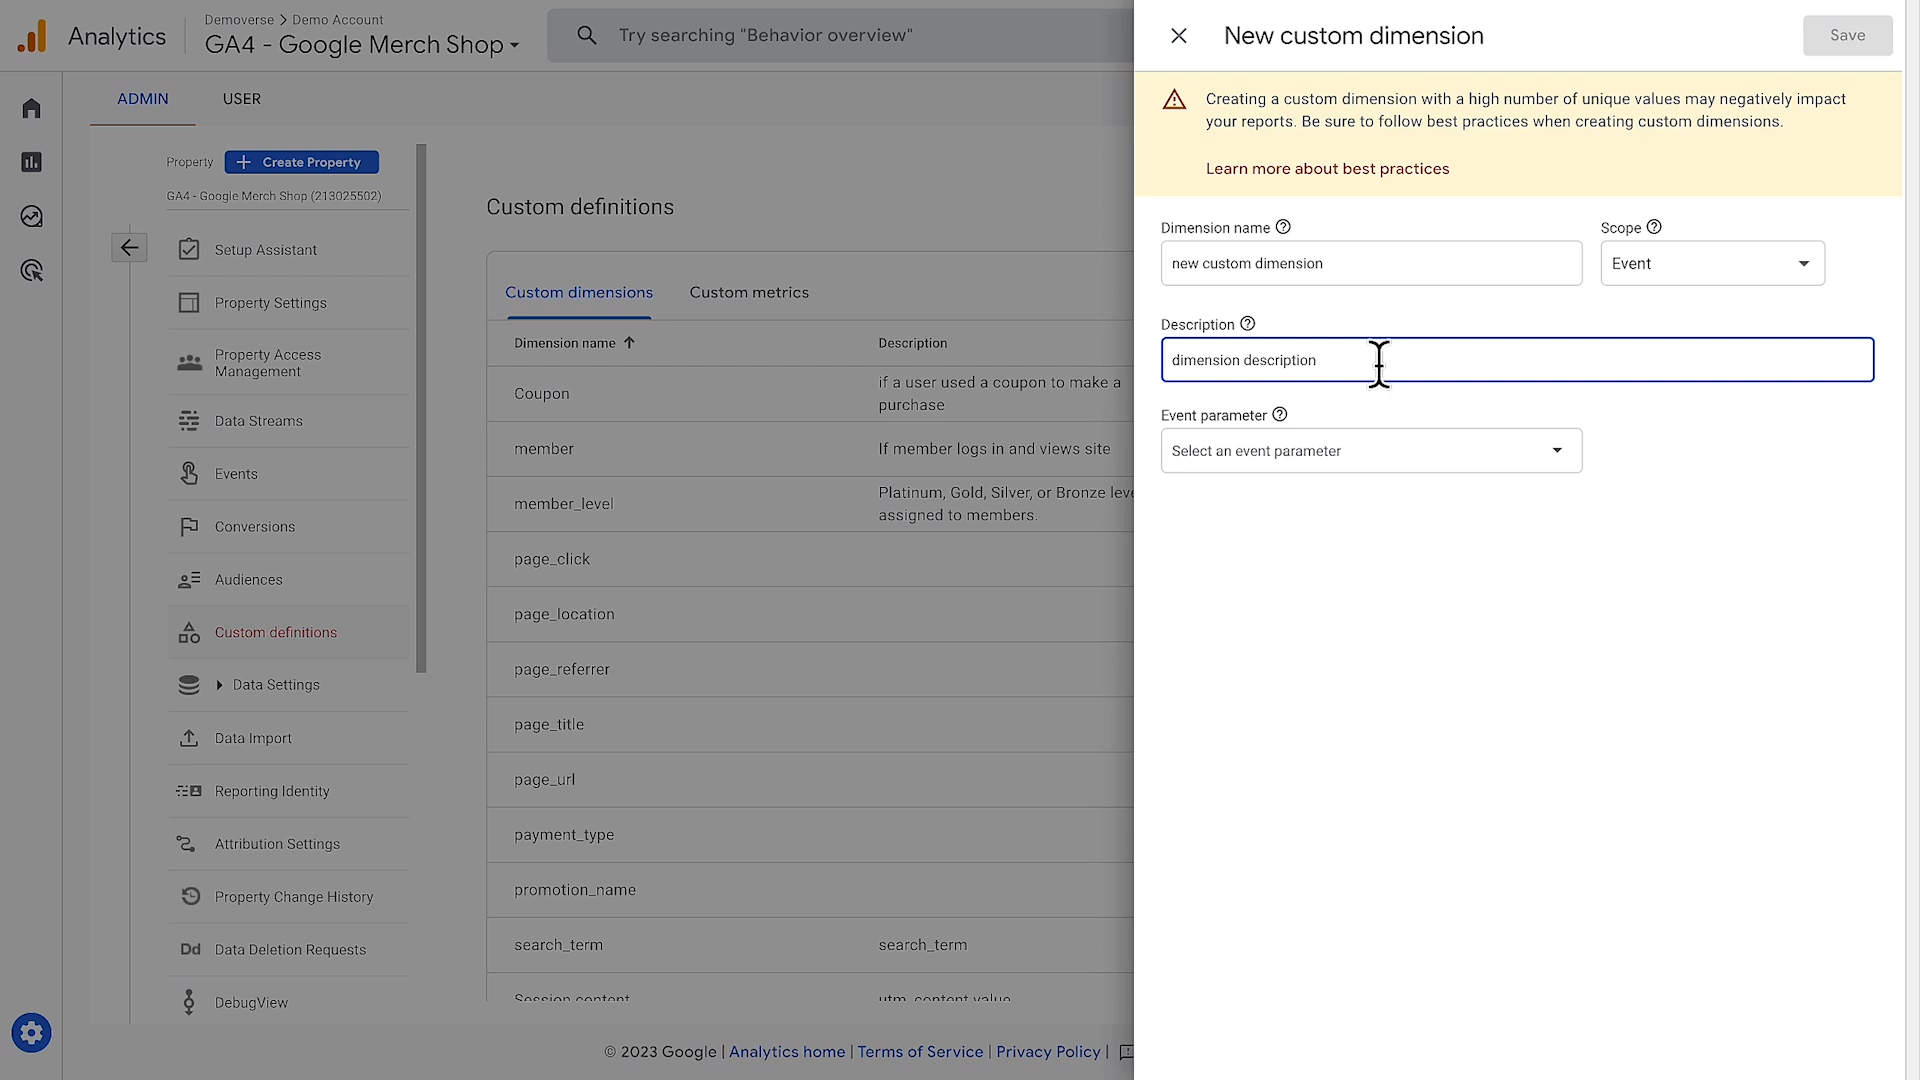 Analytics
Demoverse > Demo Account
GA4 - Google Merch Shop
Try searching "Behavior overview"
New custom dimension
Save
ADMIN
USER
Creating a custom dimension with a high number of unique values may negatively impact
your reports. Be sure to follow best practices when creating custom dimensions.
Learn more about best practices
Property
Create Property
GA4 - Google Merch Shop (213025502)
Setup Assistant
Property Settings
Property Access
Management
Data Streams
Events
Conversions
Audiences
Custom definitions
Data Settings
Data Import
Reporting Identity
Attribution Settings
Property Change History
Dd Data Deletion Requests
DebugView
Custom definitions
Custom dimensions
Custom metrics
Dimension name
Description
Coupon
if a user used a coupon to make a
purchase
member
If member logs in and views site
member_level
Platinum, Gold, Silver, or Bronze leve
assigned to members.
page_click
page_location
page_referrer
page_title
page_url
payment_type
promotion_name
search_term
search_term
Session content
utm_content value
Dimension name
new custom dimension
Scope
Event
Description
dimension description
Event parameter
Select an event parameter
© 2023 Google | Analytics home | Terms of Service | Privacy Policy |